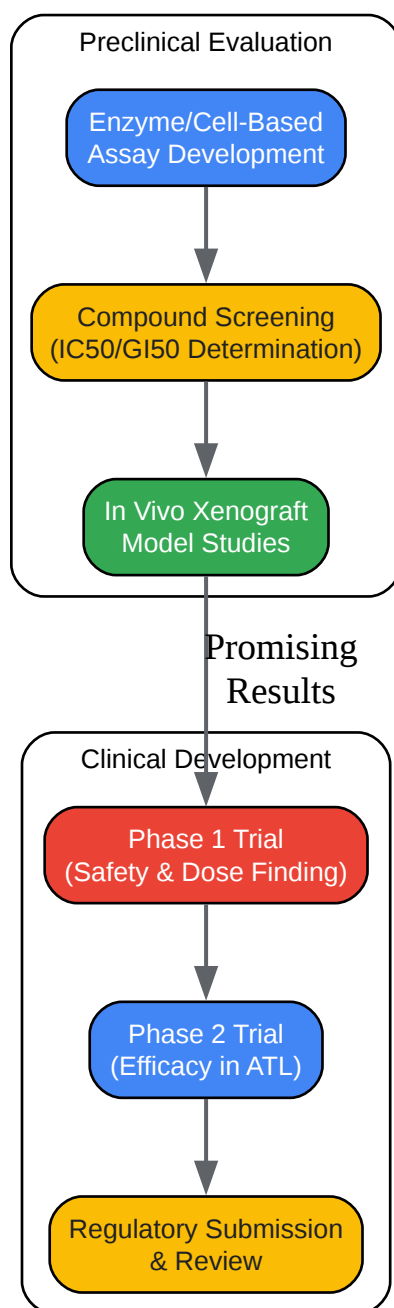 Preclinical Evaluation
Enzyme/Cell-Based
Assay Development
Compound Screening
(IC50/GI50 Determination)
In Vivo Xenograft
Model Studies
Promising
Results
Clinical Development
Phase 1 Trial
(Safety & Dose Finding)
Phase 2 Trial
(Efficacy in ATL)
Regulatory Submission
& Review